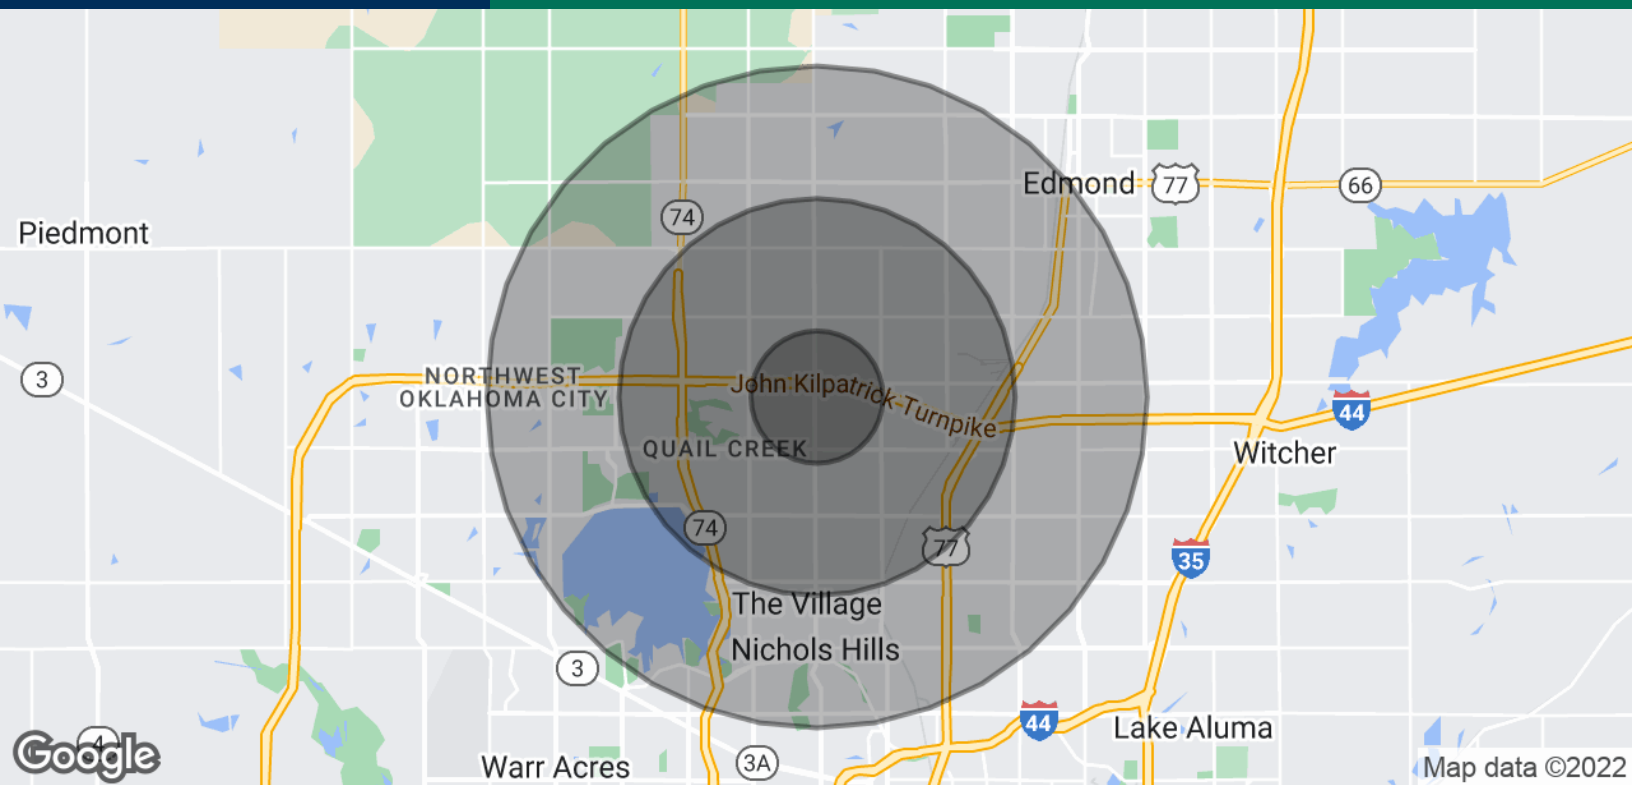 Edmond
77
66
74
Piedmont
3
NORTHWEST
OKLAHOMA CITY
John Kilpatrick Turnpike
44
QUAIL CREEK
Witcher
74
77
35
The Village
Nichols Hills
3
44
Lake Aluma
4
Google
Warr Acres
3A
Map data ©2022